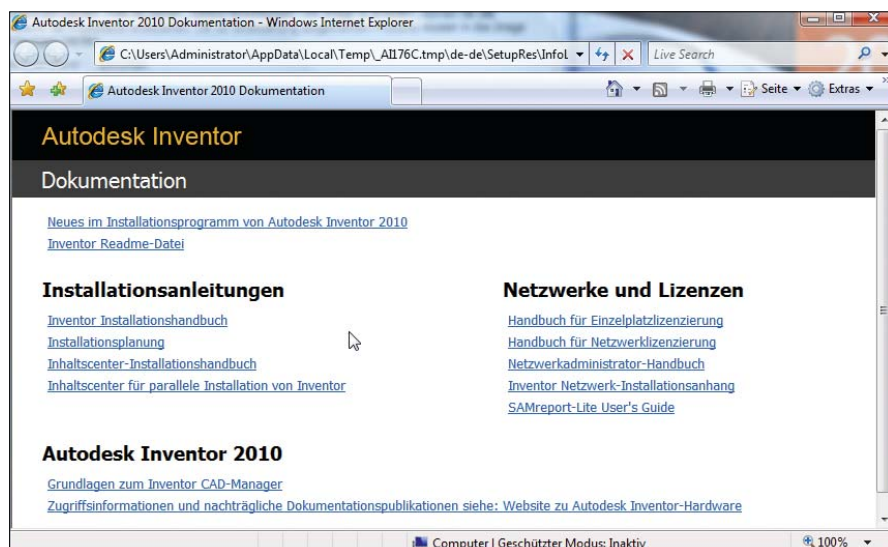 Autodesk Inventor 2010 Dokumentation - Windows Internet Explorer
C:\Users\Administrator\AppData\Local\Temp\_AI176C.tmp\de-de\SetupRes\InfoL
Live Search
Autodesk Inventor 2010 Dokumentation
Seite
Extras
Autodesk Inventor
Dokumentation
Neues im Installationsprogramm von Autodesk Inventor 2010
Inventor Readme-Datei
Installationsanleitungen
Inventor Installationshandbuch
Installationsplanung
Inhaltscenter-Installationshandbuch
Inhaltscenter für parallele Installation von Inventor
Netzwerke und Lizenzen
Handbuch für Einzelplatzlizenzierung
Handbuch für Netzwerklizenzierung
Netzwerkadministrator-Handbuch
Inventor Netzwerk-Installationsanhang
SAMreport-Lite User's Guide
Autodesk Inventor 2010
Grundlagen zum Inventor CAD-Manager
Zugriffsinformationen und nachträgliche Dokumentationspublikationen siehe: Website zu Autodesk Inventor-Hardware
Computer | Geschützter Modus: Inaktiv
100%